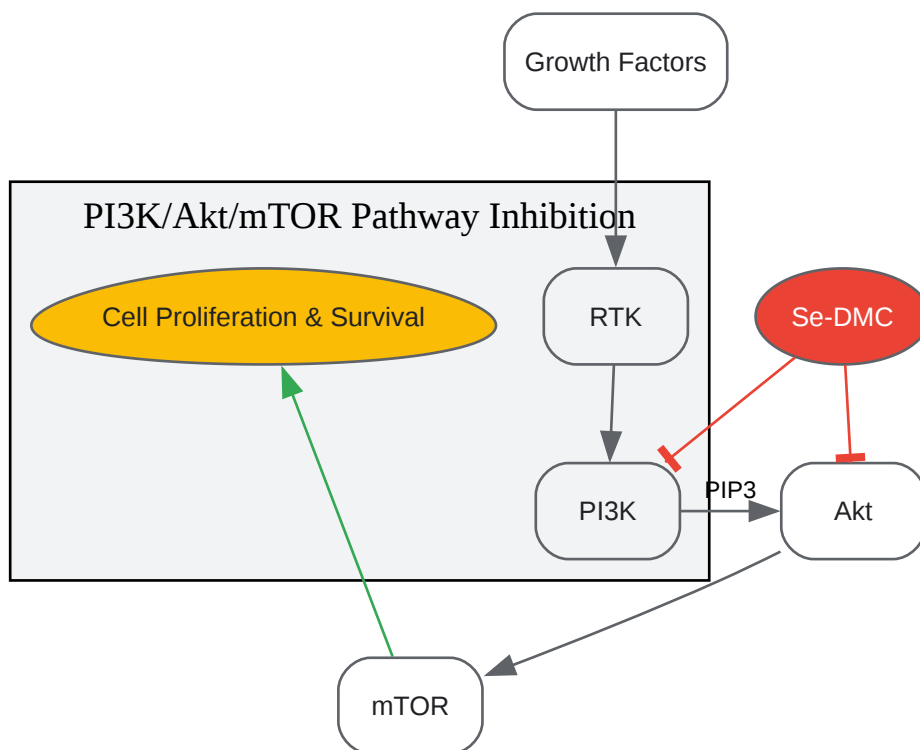 Growth Factors
PI3K/Akt/mTOR Pathway Inhibition
Cell Proliferation & Survival
RTK
Se-DMC
PI3K
PIP3
Akt
mTOR